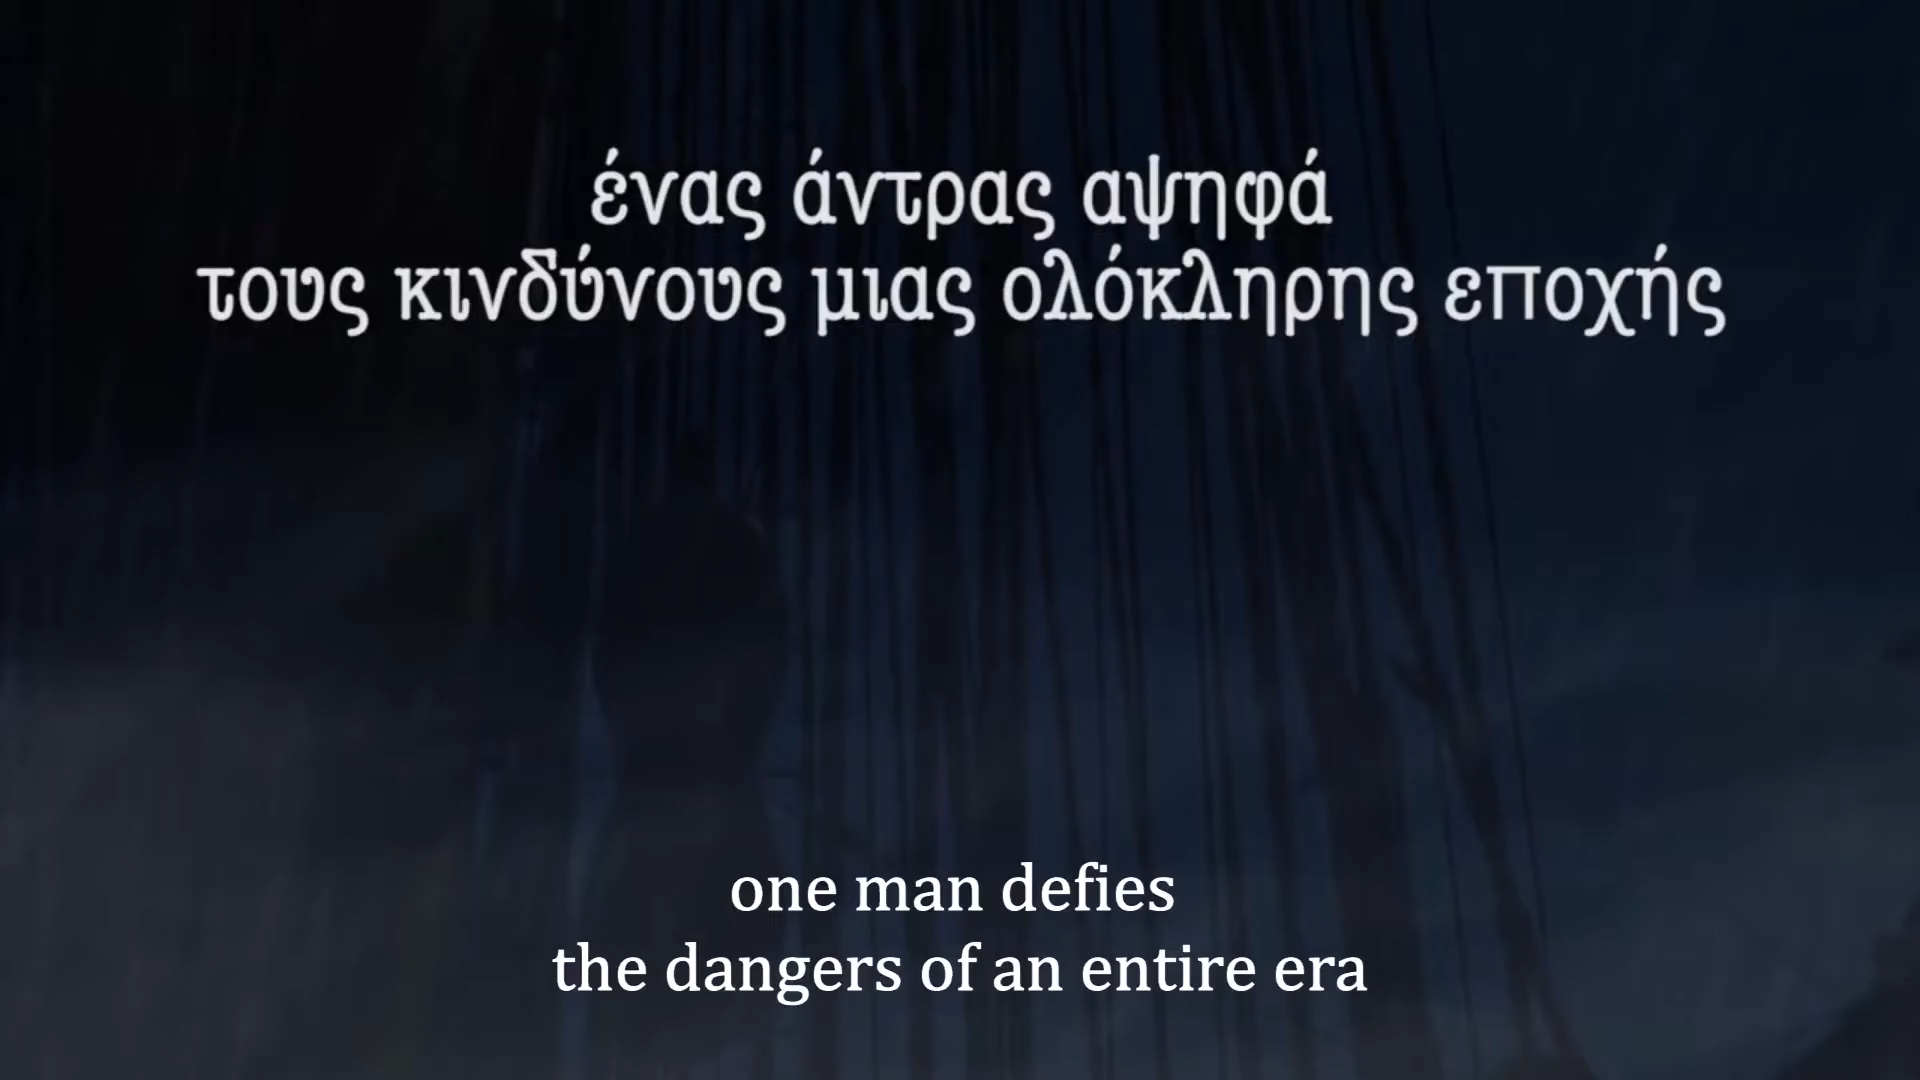 ένας άντρας αψηφά
τους κινδύνους μιας ολόκληρης εποχής
one man defies
the dangers of an entire era